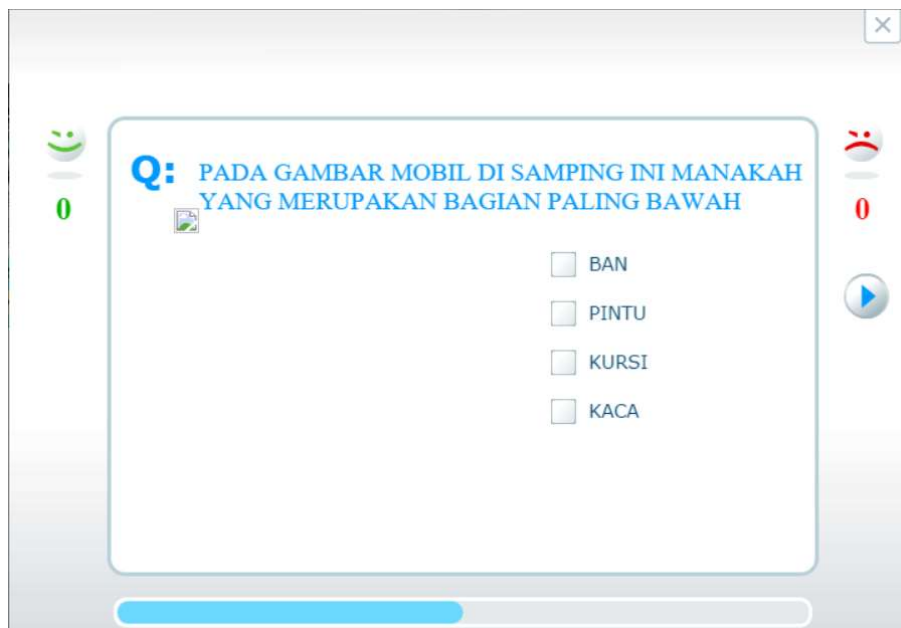 Q: PADA GAMBAR MOBIL DI SAMPING INI MANAKAH
YANG MERUPAKAN BAGIAN PALING BAWAH
0
0
BAN
PINTU
KURSI
KACA